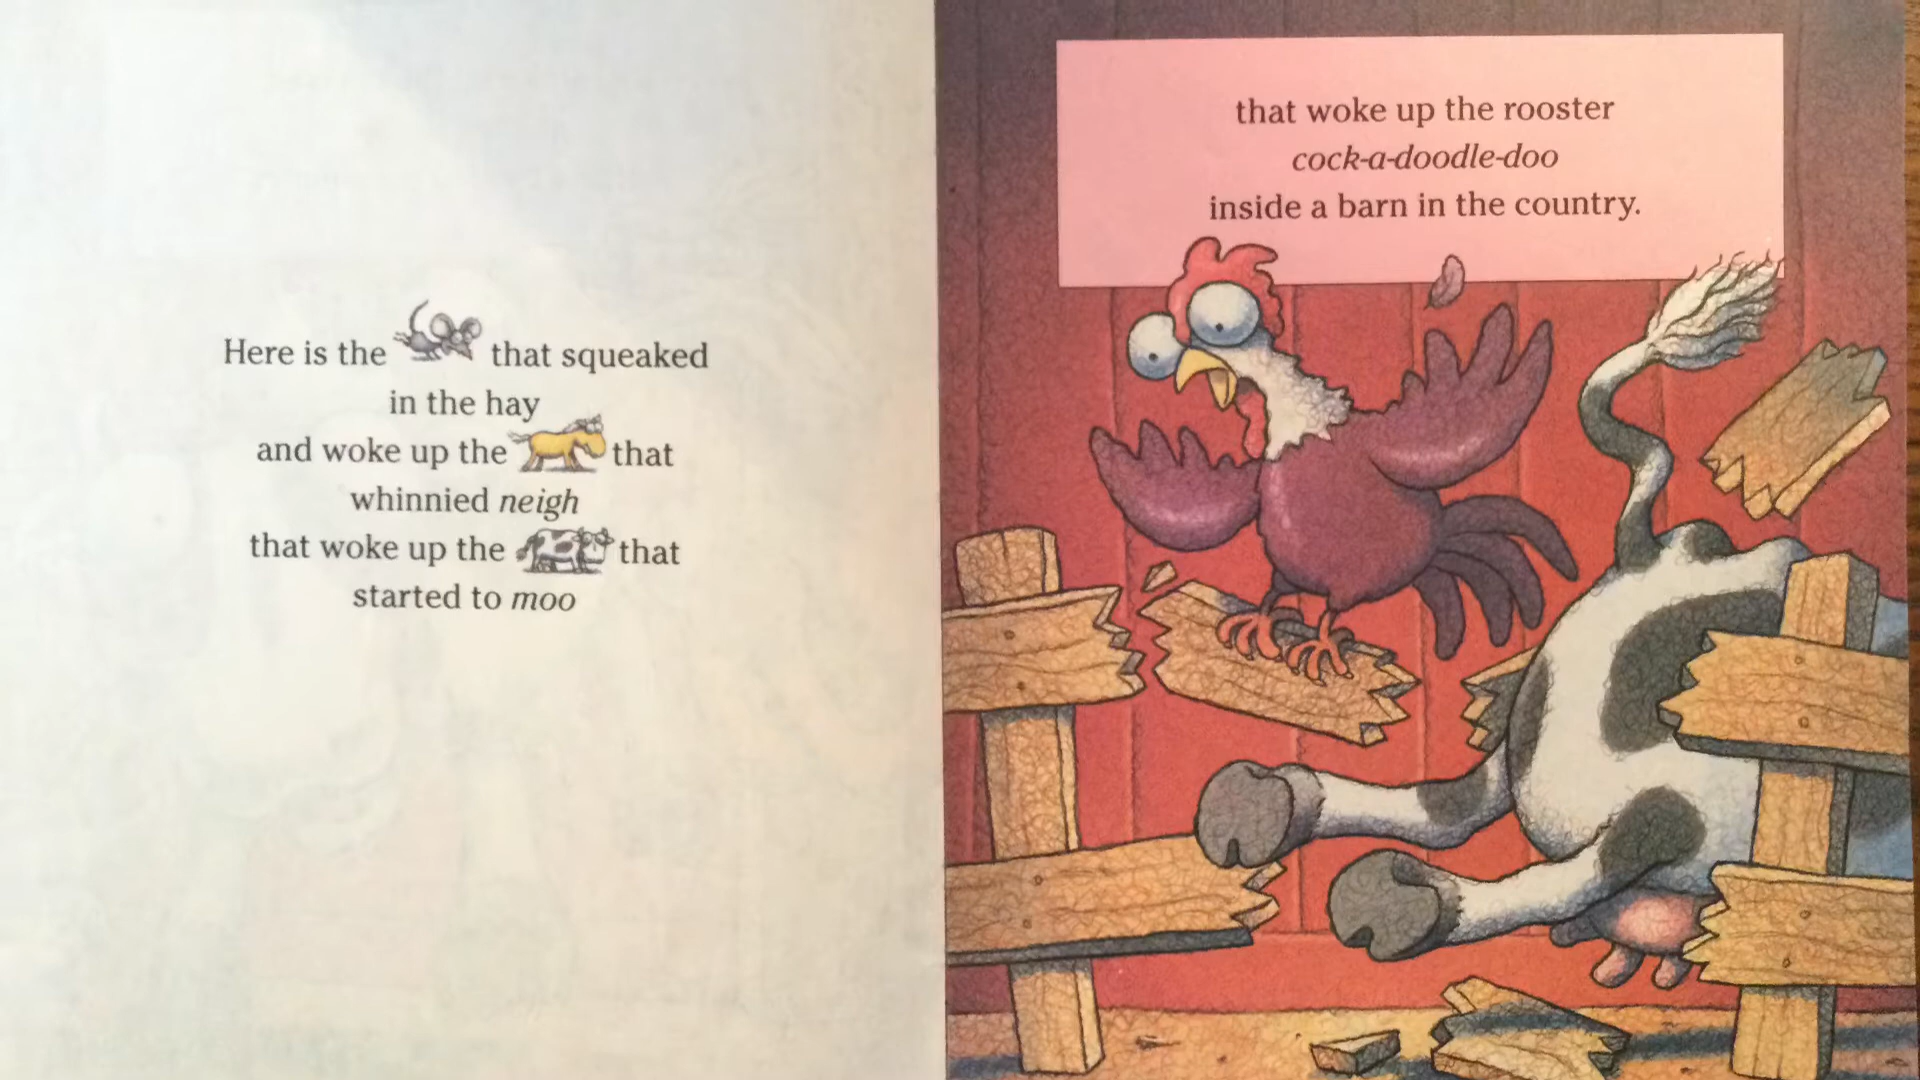 Here is the that squeaked
in the hay
and woke up the that
whinnied neigh
that woke up the that
started to moo
that woke up the rooster
cock-a-doodle-doo
inside a barn in the country.